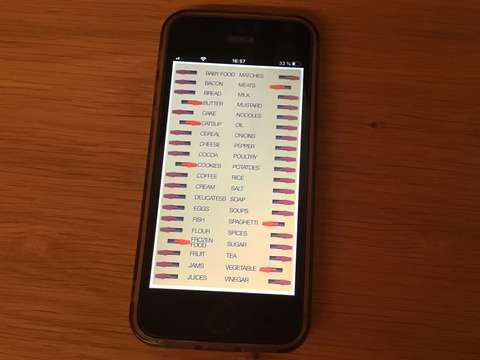 16:57
33 %
BABY FOOD MATCHES
BACON MEATS
BREAD MILK
BUTTER MUSTARD
CAKE NOODLES
CATSUP OIL
CEREAL ONIONS
CHEESE PEPPER
COCOA POULTRY
COOKIES POTATOES
COFFEE RICE
CREAM SALT
DELICATESS SOAP
EGGS SOUPS
FISH SPAGHETTI
FLOUR SPICES
FROZEN
FOOD SUGAR
FRUIT TEA
JAMS VEGETABLE
JUICES VINEGAR